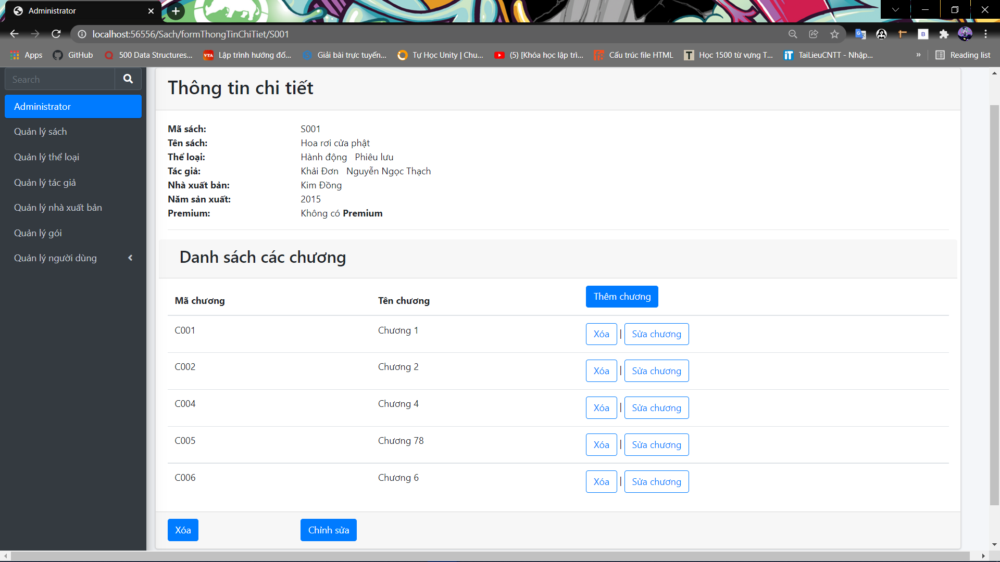 Administrator
localhost:56556/Sach/formThongTinChiTiet/S001
Apps GitHub 500 Data Structures... Lập trình hướng đố... Giải bài trực tuyến... Tự Học Unity | Chu... (5) [Khóa học lập trì... Cấu trúc file HTML Học 1500 từ vựng T... TaiLieuCNTT - Nhập... » Reading list
Search
Administrator
Quản lý sách
Quản lý thể loại
Quản lý tác giả
Quản lý nhà xuất bản
Quản lý gói
Quản lý người dùng
Thông tin chi tiết
Mã sách: S001
Tên sách: Hoa rơi cửa phật
Thể loại: Hành động Phiêu lưu
Tác giả: Khải Đơn Nguyễn Ngọc Thạch
Nhà xuất bản: Kim Đồng
Năm sản xuất: 2015
Premium: Không có Premium
Danh sách các chương
Mã chương Tên chương Thêm chương
C001 Chương 1 Xóa | Sửa chương
C002 Chương 2 Xóa | Sửa chương
C004 Chương 4 Xóa | Sửa chương
C005 Chương 78 Xóa | Sửa chương
C006 Chương 6 Xóa | Sửa chương
Xóa Chỉnh sửa